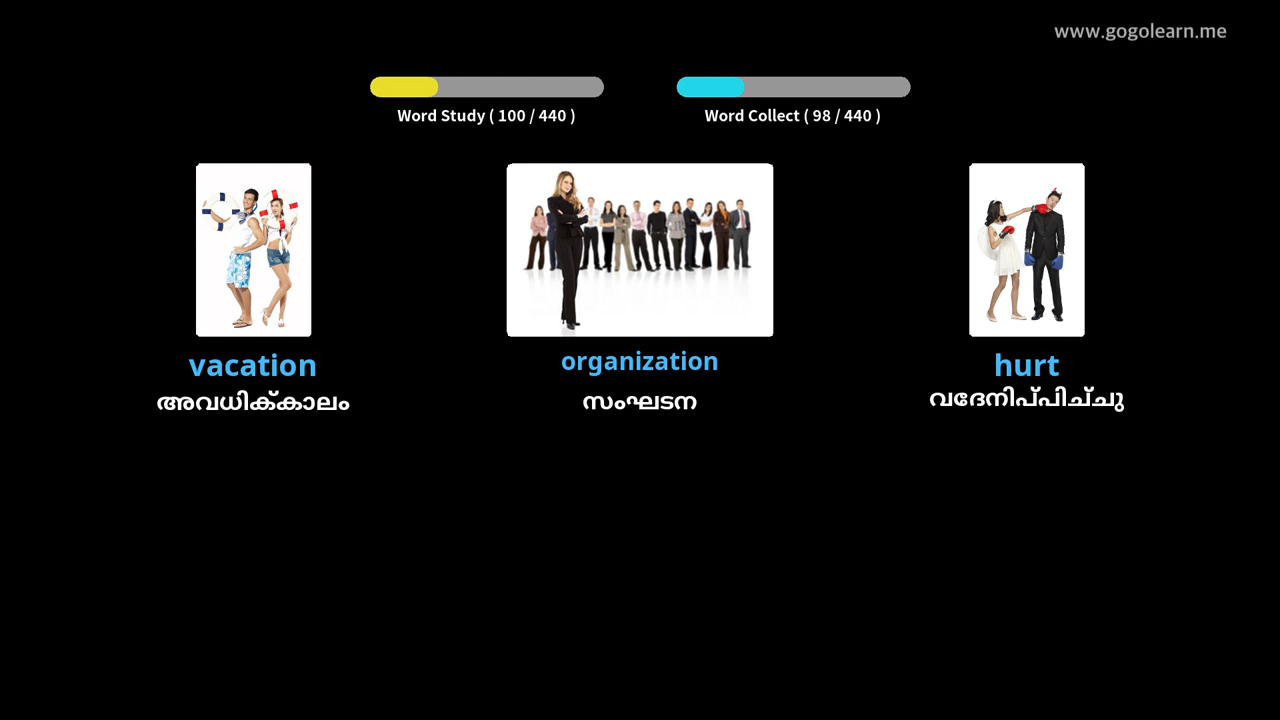 www.gogolearn.me
Word Study ( 100 / 440 )
Word Collect ( 98 / 440 )
vacation
organization
hurt
അവധിക്കാലം
സംഘടന
വദേനിപ്പിച്ചു